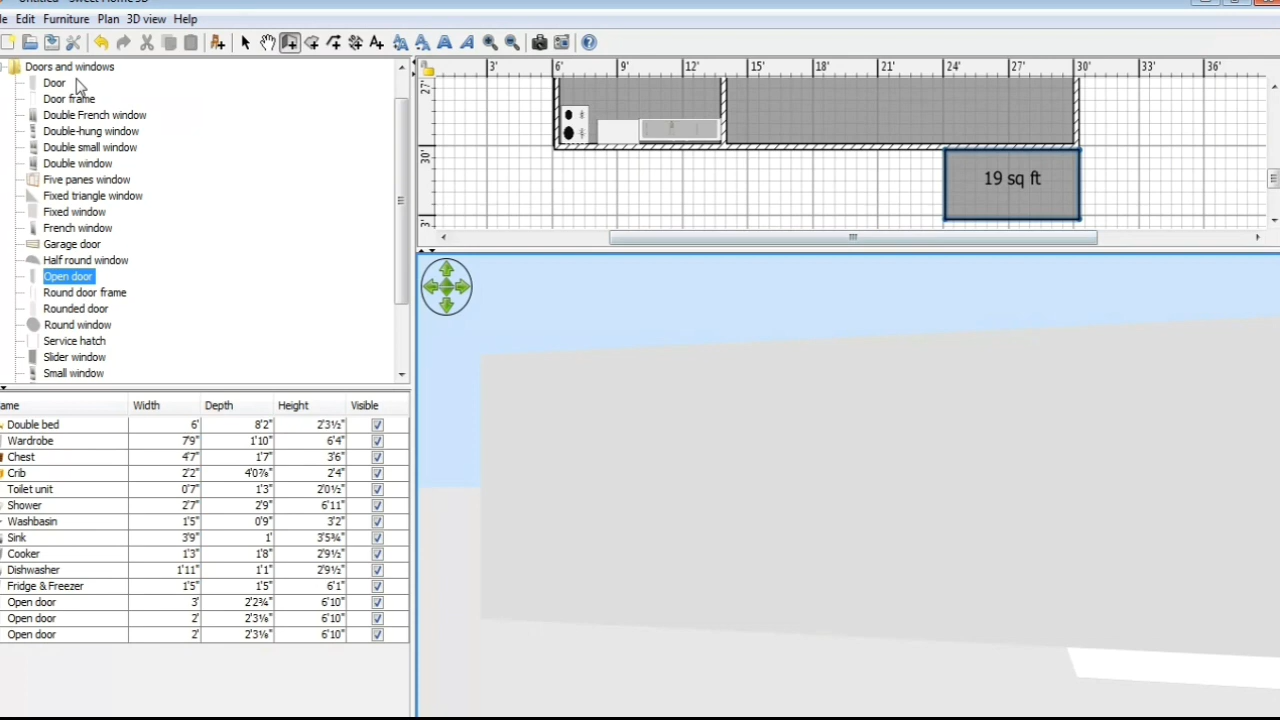 Edit Furniture Plan 3D view Help
Doors and windows
Door
Door frame
Double French window
Double-hung window
Double small window
Double window
Five panes window
Fixed triangle window
Fixed window
French window
Garage door
Half round window
Open door
Round door frame
Rounded door
Round window
Service hatch
Slider window
Small window
3' 6' 9' 12' 15' 18' 21' 24' 27' 30' 33' 36'
27'
30'
19 sq ft
ame Width Depth Height Visible
Double bed 6' 8'2" 2'3½"
Wardrobe 7'9" 1'10" 6'4"
Chest 4'7" 1'7" 3'6"
Crib 2'2" 4'0⅞" 2'4"
Toilet unit 0'7" 1'3" 2'0½"
Shower 2'7" 2'9" 6'11"
Washbasin 1'5" 0'9" 3'2"
Sink 3'9" 1' 3'5¾"
Cooker 1'3" 1'8" 2'9½"
Dishwasher 1'11" 1'1" 2'9½"
Fridge & Freezer 1'5" 1'5" 6'1"
Open door 3' 2'2¾" 6'10"
Open door 2' 2'3⅛" 6'10"
Open door 2' 2'3⅛" 6'10"